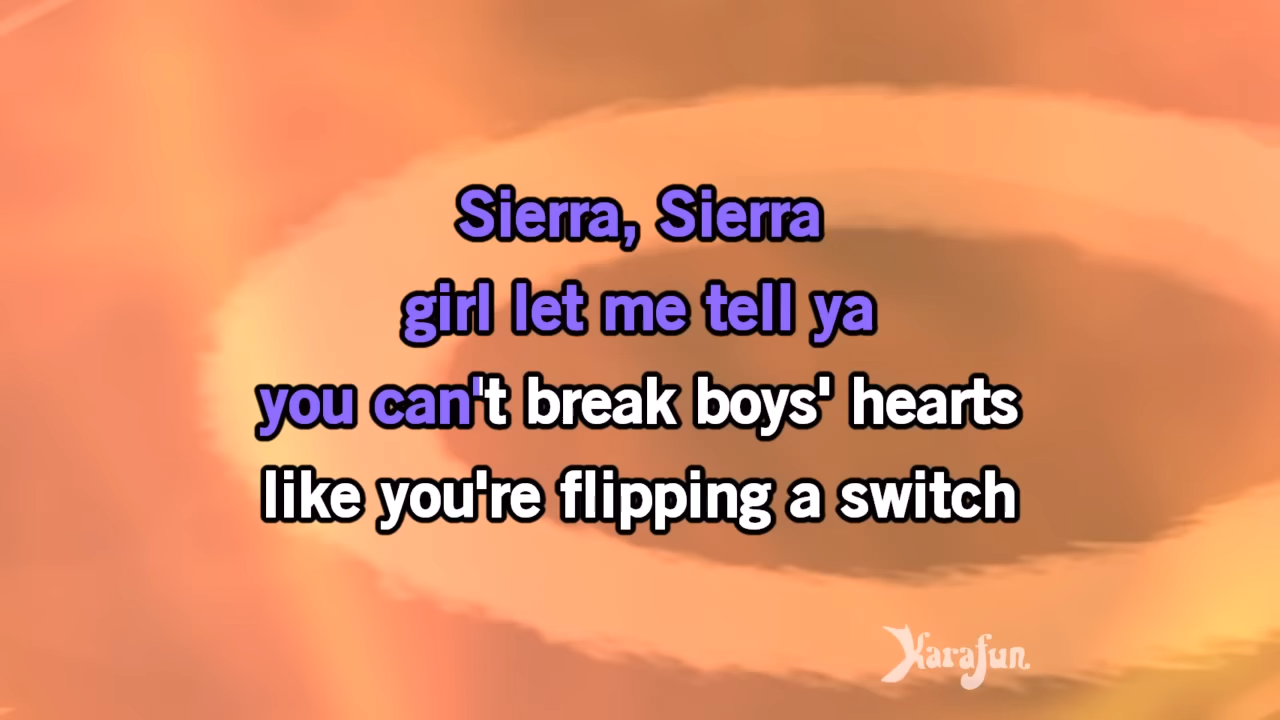 Sierra, Sierra
girl let me tell ya
you can't break boys' hearts
like you're flipping a switch
Karafun